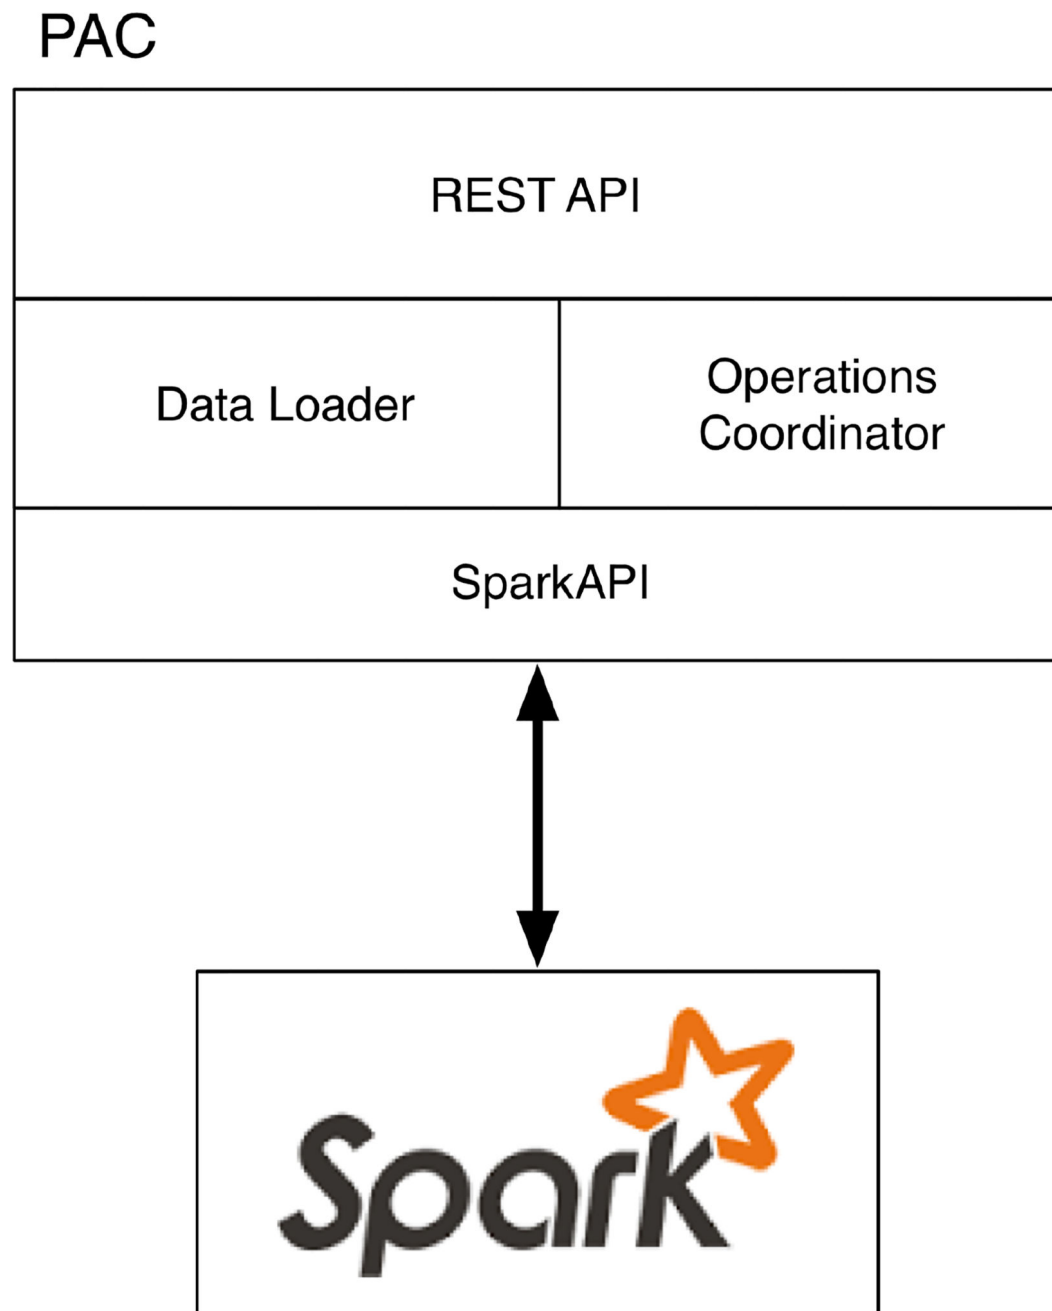 PAC
REST API
Data Loader
Operations
Coordinator
SparkAPI
Spark